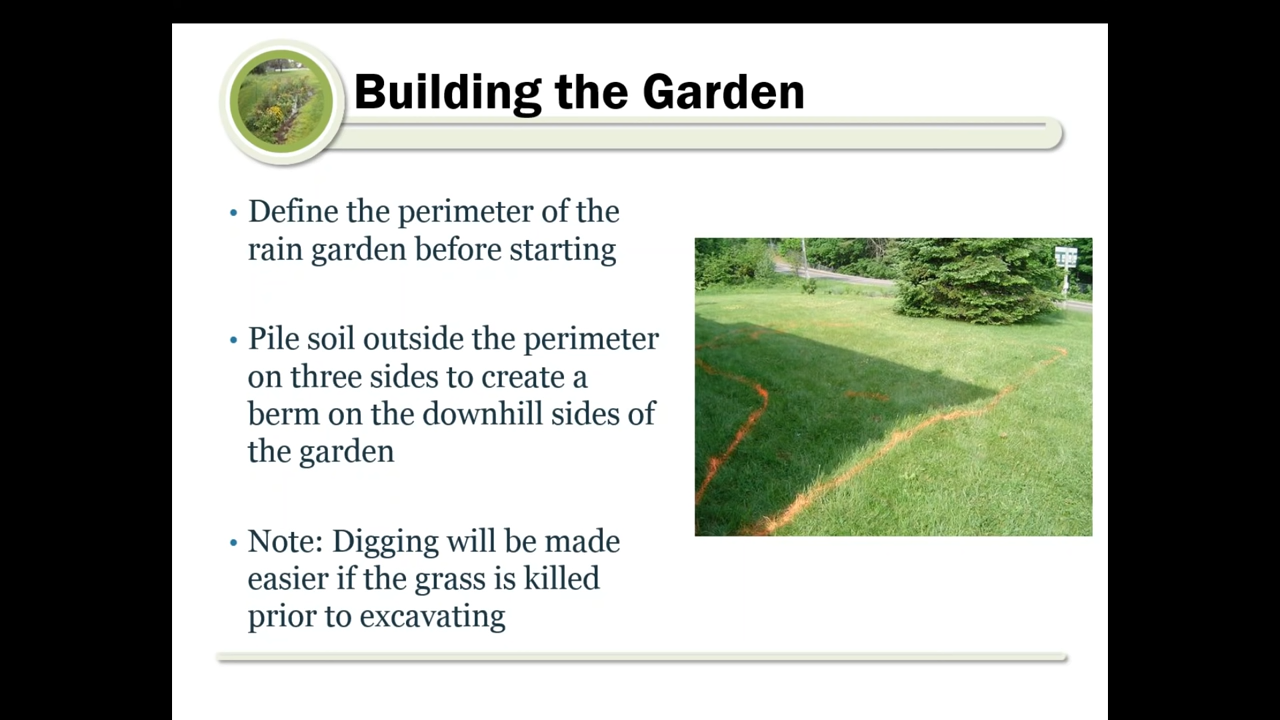 Building the Garden
• Define the perimeter of the
rain garden before starting
• Pile soil outside the perimeter
on three sides to create a
berm on the downhill sides of
the garden
• Note: Digging will be made
easier if the grass is killed
prior to excavating